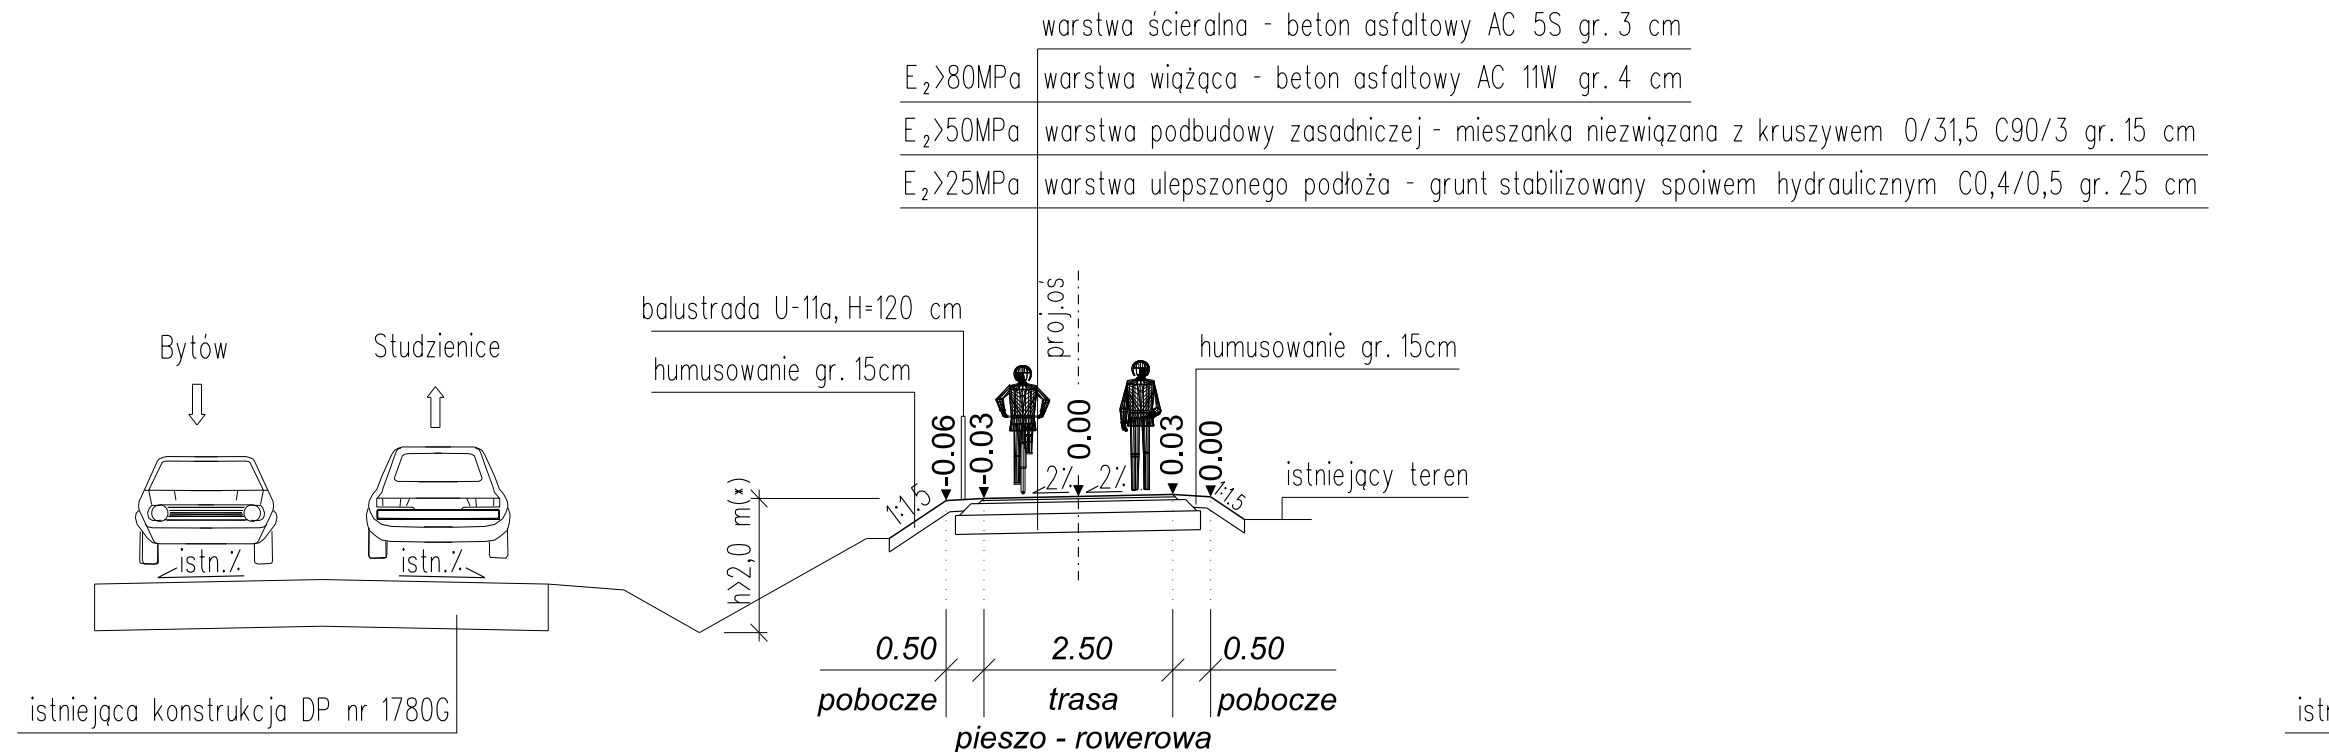 warstwa ścieralna - beton asfaltowy AC 5S gr. 3 cm
E₂>80MPa warstwa wiążąca - beton asfaltowy AC 11W gr. 4 cm
E₂>50MPa warstwa podbudowy zasadniczej - mieszanka niezwiązana z kruszywem 0/31,5 C90/3 gr. 15 cm
E₂>25MPa warstwa ulepszonego podłoża - grunt stabilizowany spoiwem hydraulicznym C0,4/0,5 gr. 25 cm
balustrada U-11a, H=120 cm
proj.oś
Bytów
Studzienice
humusowanie gr. 15cm
humusowanie gr. 15cm
-0.06
-0.03
0.00
0.03
0.00
2%
2%
1:1.5
1:1.5
istniejący teren
h>2,0 m(*)
istn.%
istn.%
0.50
2.50
0.50
pobocze
trasa
pobocze
pieszo - rowerowa
istniejąca konstrukcja DP nr 1780G